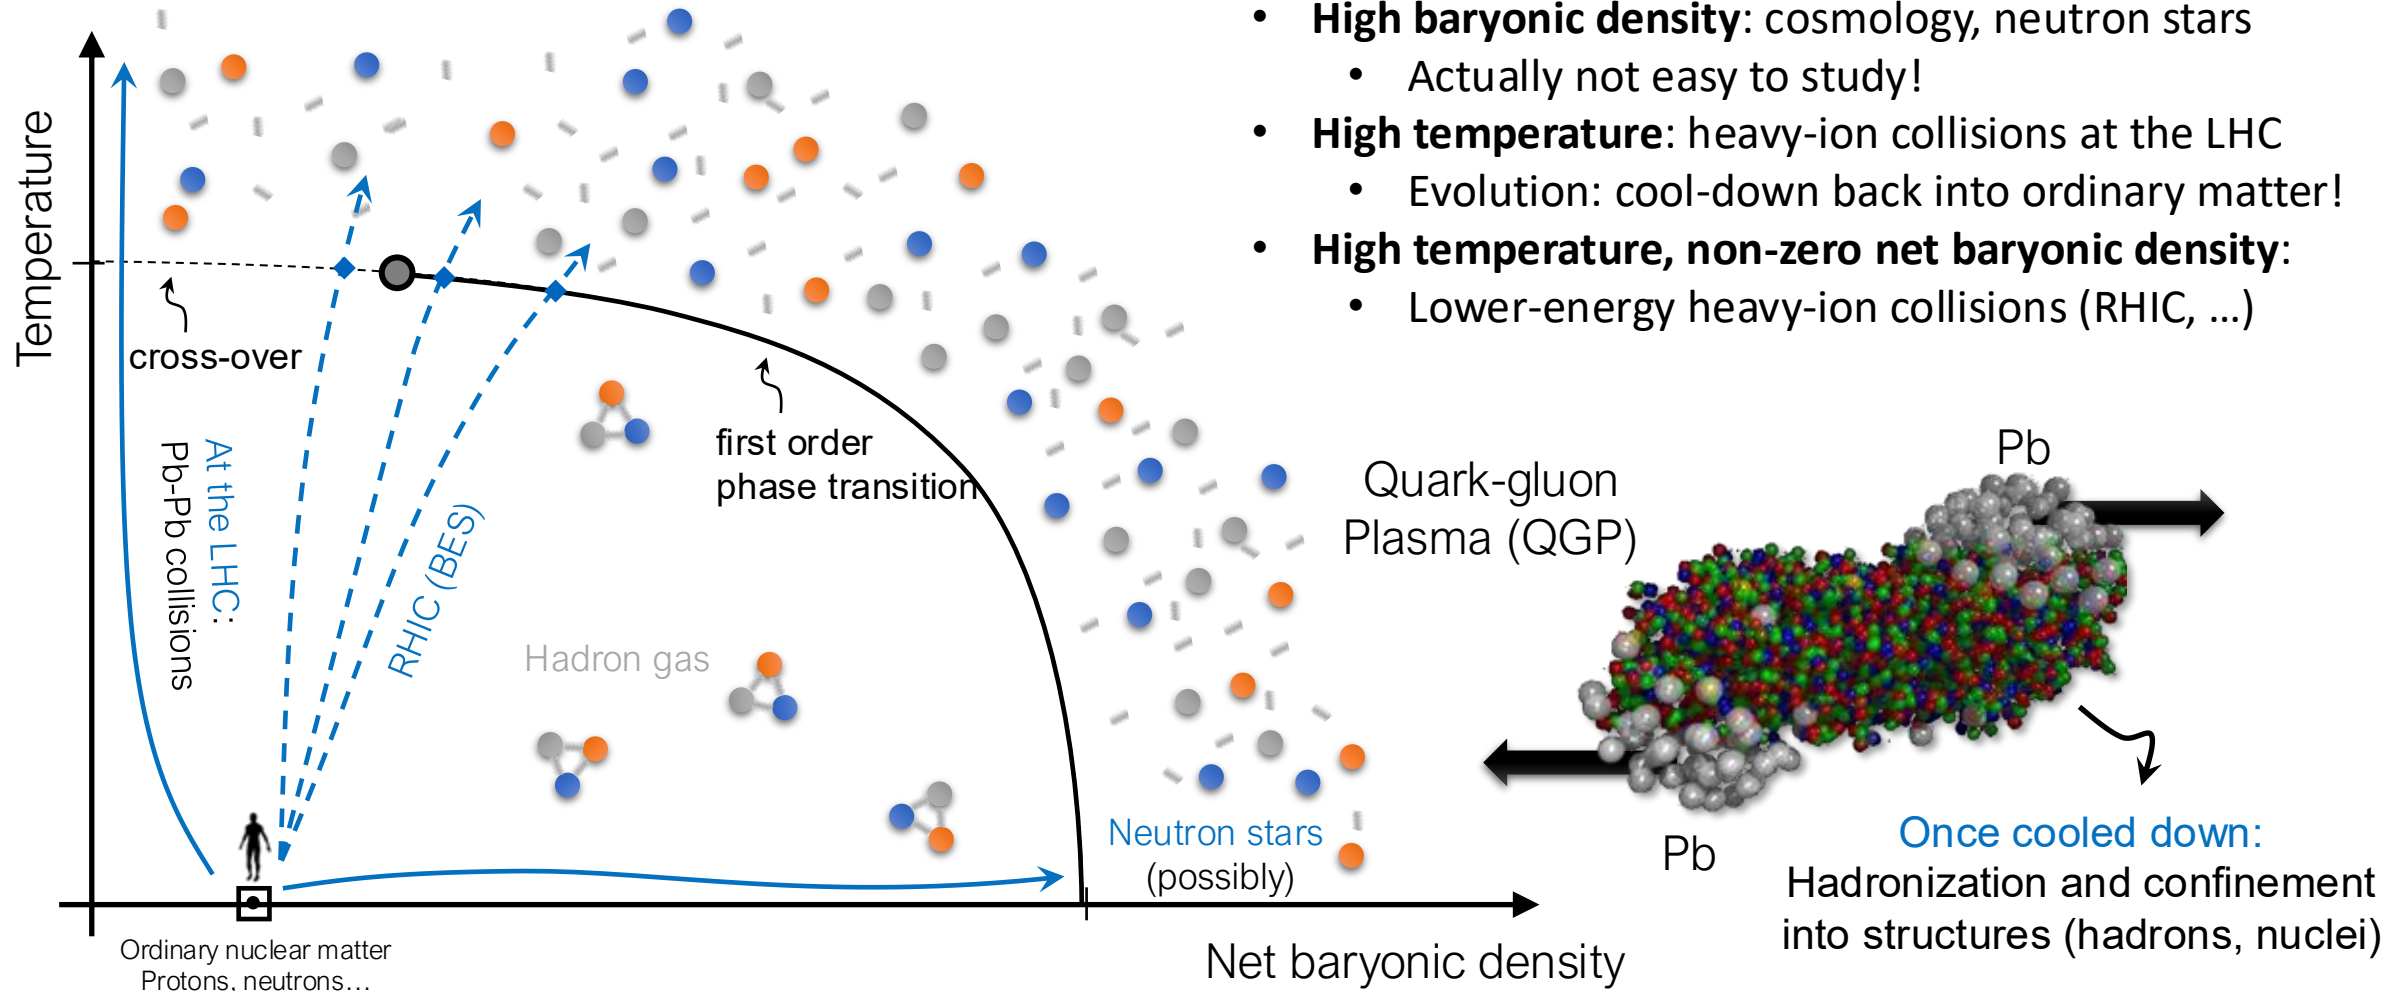 • High baryonic density: cosmology, neutron stars
• Actually not easy to study!
• High temperature: heavy-ion collisions at the LHC
• Evolution: cool-down back into ordinary matter!
• High temperature, non-zero net baryonic density:
• Lower-energy heavy-ion collisions (RHIC, ...)
Temperature
cross-over
first order
phase transition
At the LHC:
Pb-Pb collisions
RHIC (BES)
Hadron gas
Quark-gluon
Plasma (QGP)
Pb
Pb
Neutron stars
(possibly)
Once cooled down:
Hadronization and confinement
into structures (hadrons, nuclei)
Ordinary nuclear matter
Protons, neutrons...
Net baryonic density